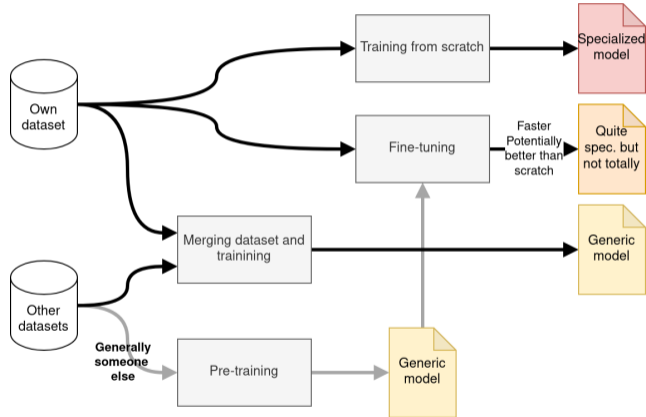 Training from scratch
Specialized
model
Own
dataset
Fine-tuning
Faster
Potentially
better than
scratch
Quite
spec. but
not totally
Merging dataset and
trainining
Generic
model
Other
datasets
Generally
someone
else
Pre-training
Generic
model